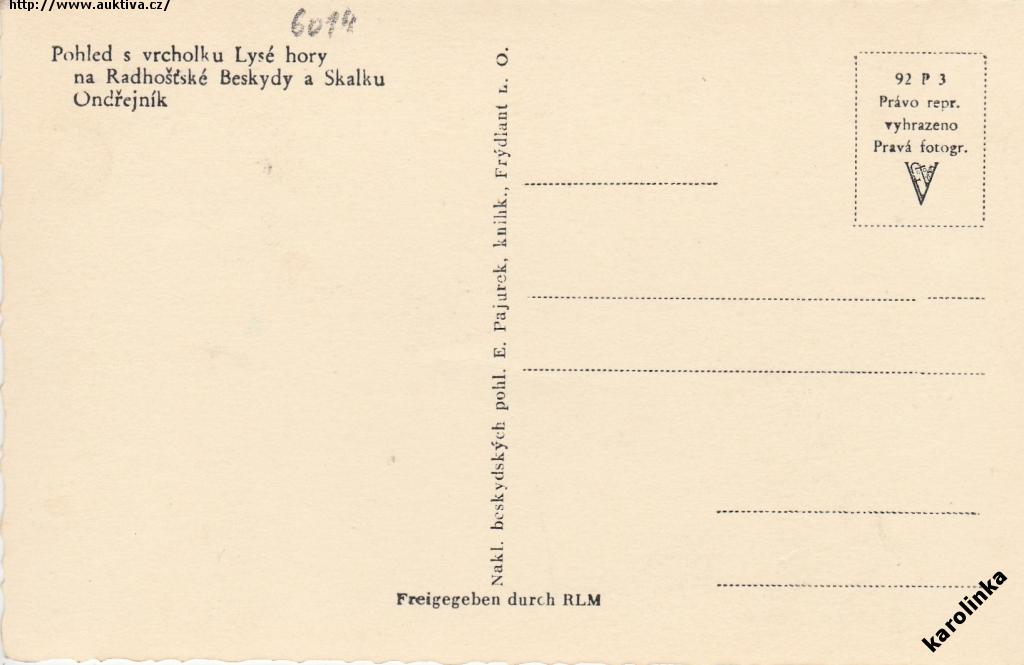 http://www.auktiva.cz/
6014
Pohled s vrcholku Lysé hory
na Radhošťské Beskydy a Skalku
Ondřejník
Nakl. beskydských pohl. E. Pajurek, knihk., Frýdlant L. O.
92 P 3
Právo repr.
vyhrazeno
Pravá fotogr.
Freigegeben durch RLM
karolinka